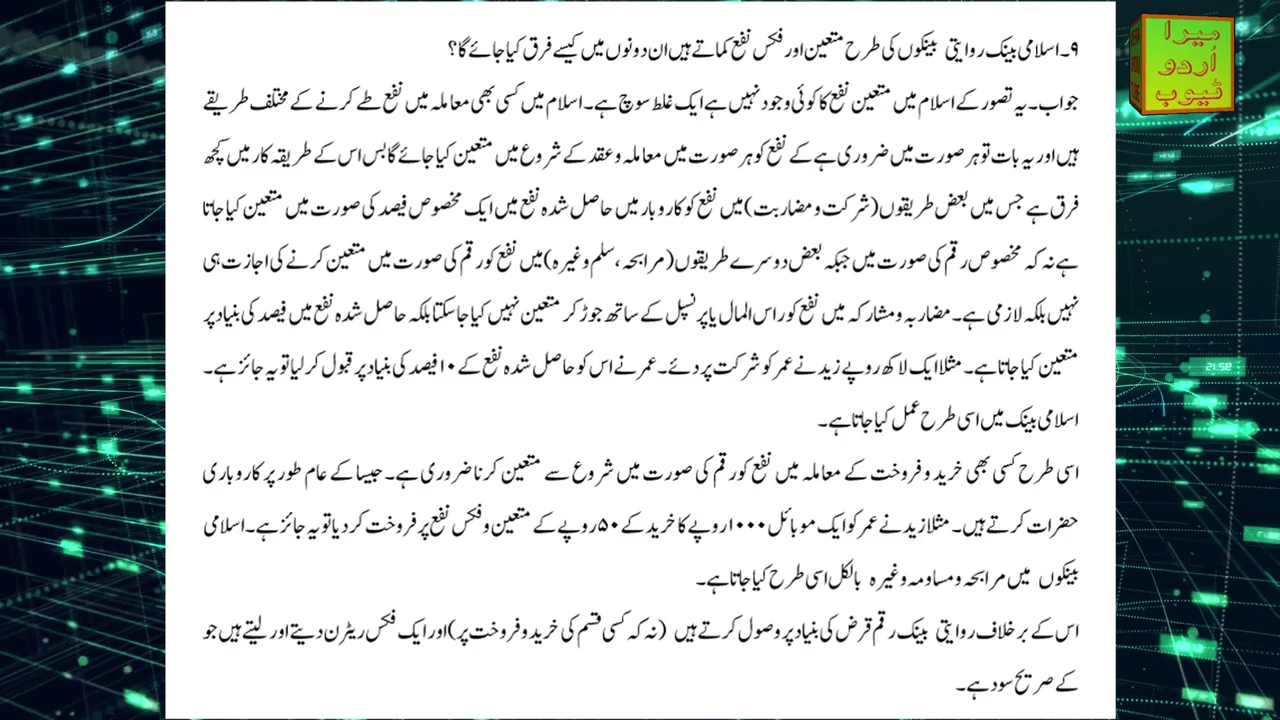 ۹۔ اسلامی بینک روایتی بینکوں کی طرح متعین اور فکس نفع کماتے ہیں ان دونوں میں کیسے فرق کیا جائے گا؟
جواب۔ یہ تصور کے اسلام میں متعین نفع کا کوئی وجود نہیں ہے ایک غلط سوچ ہے۔ اسلام میں کسی بھی معاملہ میں نفع طے کرنے کے مختلف طریقے
ہیں اور یہ بات تو ہر صورت میں ضروری ہے کے نفع کو ہر صورت میں معاملہ و عقد کے شروع میں متعین کیا جائے گا بس اس کے طریقہ کار میں کچھ
فرق ہے جس میں بعض طریقوں (شرکت و مضاربت) میں نفع کو کاروبار میں حاصل شدہ نفع میں ایک مخصوص فیصد کی صورت میں متعین کیا جاتا
ہے نہ کہ مخصوص رقم کی صورت میں جبکہ بعض دوسرے طریقوں (مرابحہ، سلم وغیرہ) میں نفع کو رقم کی صورت میں متعین کرنے کی اجازت ہی
نہیں بلکہ لازمی ہے۔ مضاربہ و مشارکہ میں نفع کو راس المال یا پرنسپل کے ساتھ جوڑ کر متعین نہیں کیا جا سکتا بلکہ حاصل شدہ نفع میں فیصد کی بنیاد پر
متعین کیا جاتا ہے۔ مثلا ایک لاکھ روپے زید نے عمر کو شرکت پر دئے۔ عمر نے اس کو حاصل شدہ نفع کے ۱۰ فیصد کی بنیاد پر قبول کر لیا تو یہ جائز ہے۔
اسلامی بینک میں اسی طرح عمل کیا جاتا ہے۔
اسی طرح کسی بھی خرید و فروخت کے معاملہ میں نفع کو رقم کی صورت میں شروع سے متعین کرنا ضروری ہے۔ جیسا کے عام طور پر کاروباری
حضرات کرتے ہیں۔ مثلا زید نے عمر کو ایک موبائل ۱۰۰۰ روپے کا خرید کے ۵۰ روپے کے متعین و فکس نفع پر فروخت کر دیا تو یہ جائز ہے۔ اسلامی
بینکوں میں مرابحہ و مساومہ وغیرہ بالکل اسی طرح کیا جاتا ہے۔
اس کے برخلاف روایتی بینک رقم قرض کی بنیاد پر وصول کرتے ہیں (نہ کہ کسی قسم کی خرید و فروخت پر) اور ایک فکس ریٹرن دیتے اور لیتے ہیں جو
کے صریح سود ہے۔
میرا
اُردو
ٹیوب
21.52